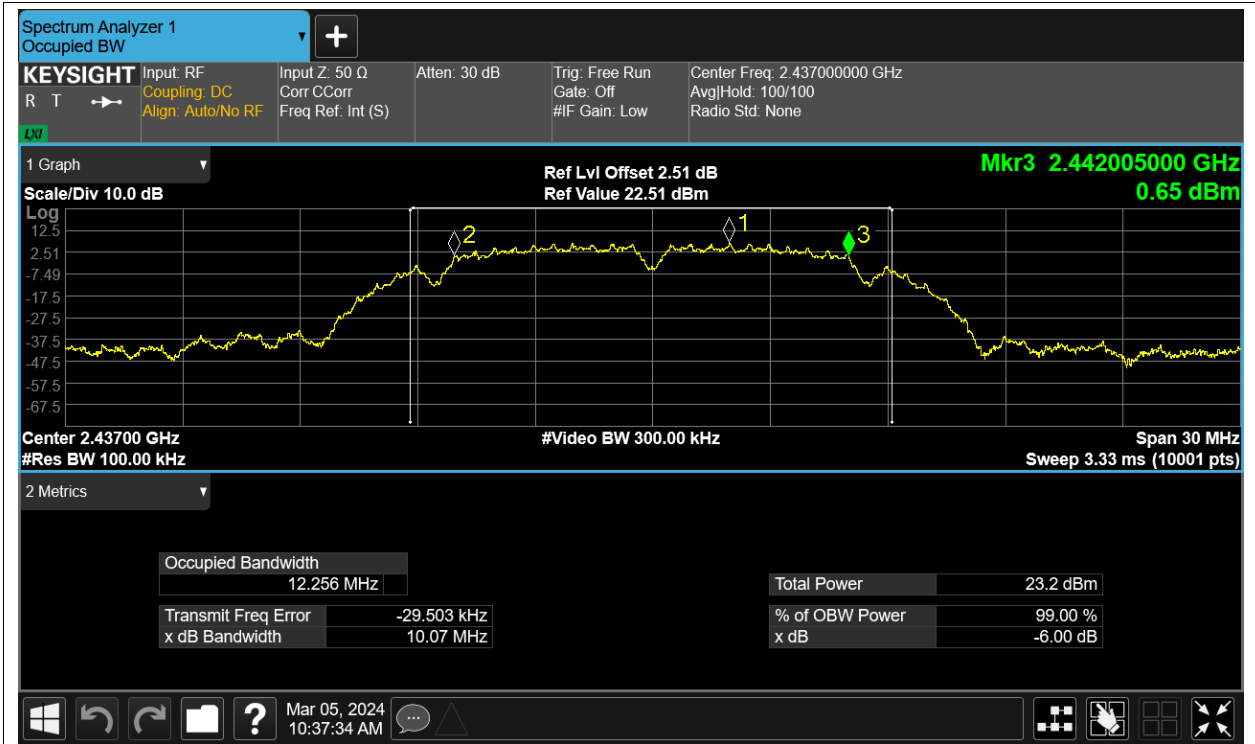 Spectrum Analyzer 1
Occupied BW
+
KEYSIGHT
R T
LXI
Input: RF
Coupling: DC
Align: Auto/No RF
Input Z: 50 Ω
Corr CCorr
Freq Ref: Int (S)
Atten: 30 dB
Trig: Free Run
Gate: Off
#IF Gain: Low
Center Freq: 2.437000000 GHz
Avg|Hold: 100/100
Radio Std: None
1 Graph
Scale/Div 10.0 dB
Ref Lvl Offset 2.51 dB
Ref Value 22.51 dBm
Mkr3 2.442005000 GHz
0.65 dBm
Log
12.5
2.51
-7.49
-17.5
-27.5
-37.5
-47.5
-57.5
-67.5
2
1
3
Center 2.43700 GHz
#Res BW 100.00 kHz
#Video BW 300.00 kHz
Span 30 MHz
Sweep 3.33 ms (10001 pts)
2 Metrics
Occupied Bandwidth
12.256 MHz
Transmit Freq Error -29.503 kHz
x dB Bandwidth 10.07 MHz
Total Power 23.2 dBm
% of OBW Power 99.00 %
x dB -6.00 dB
?
Mar 05, 2024
10:37:34 AM